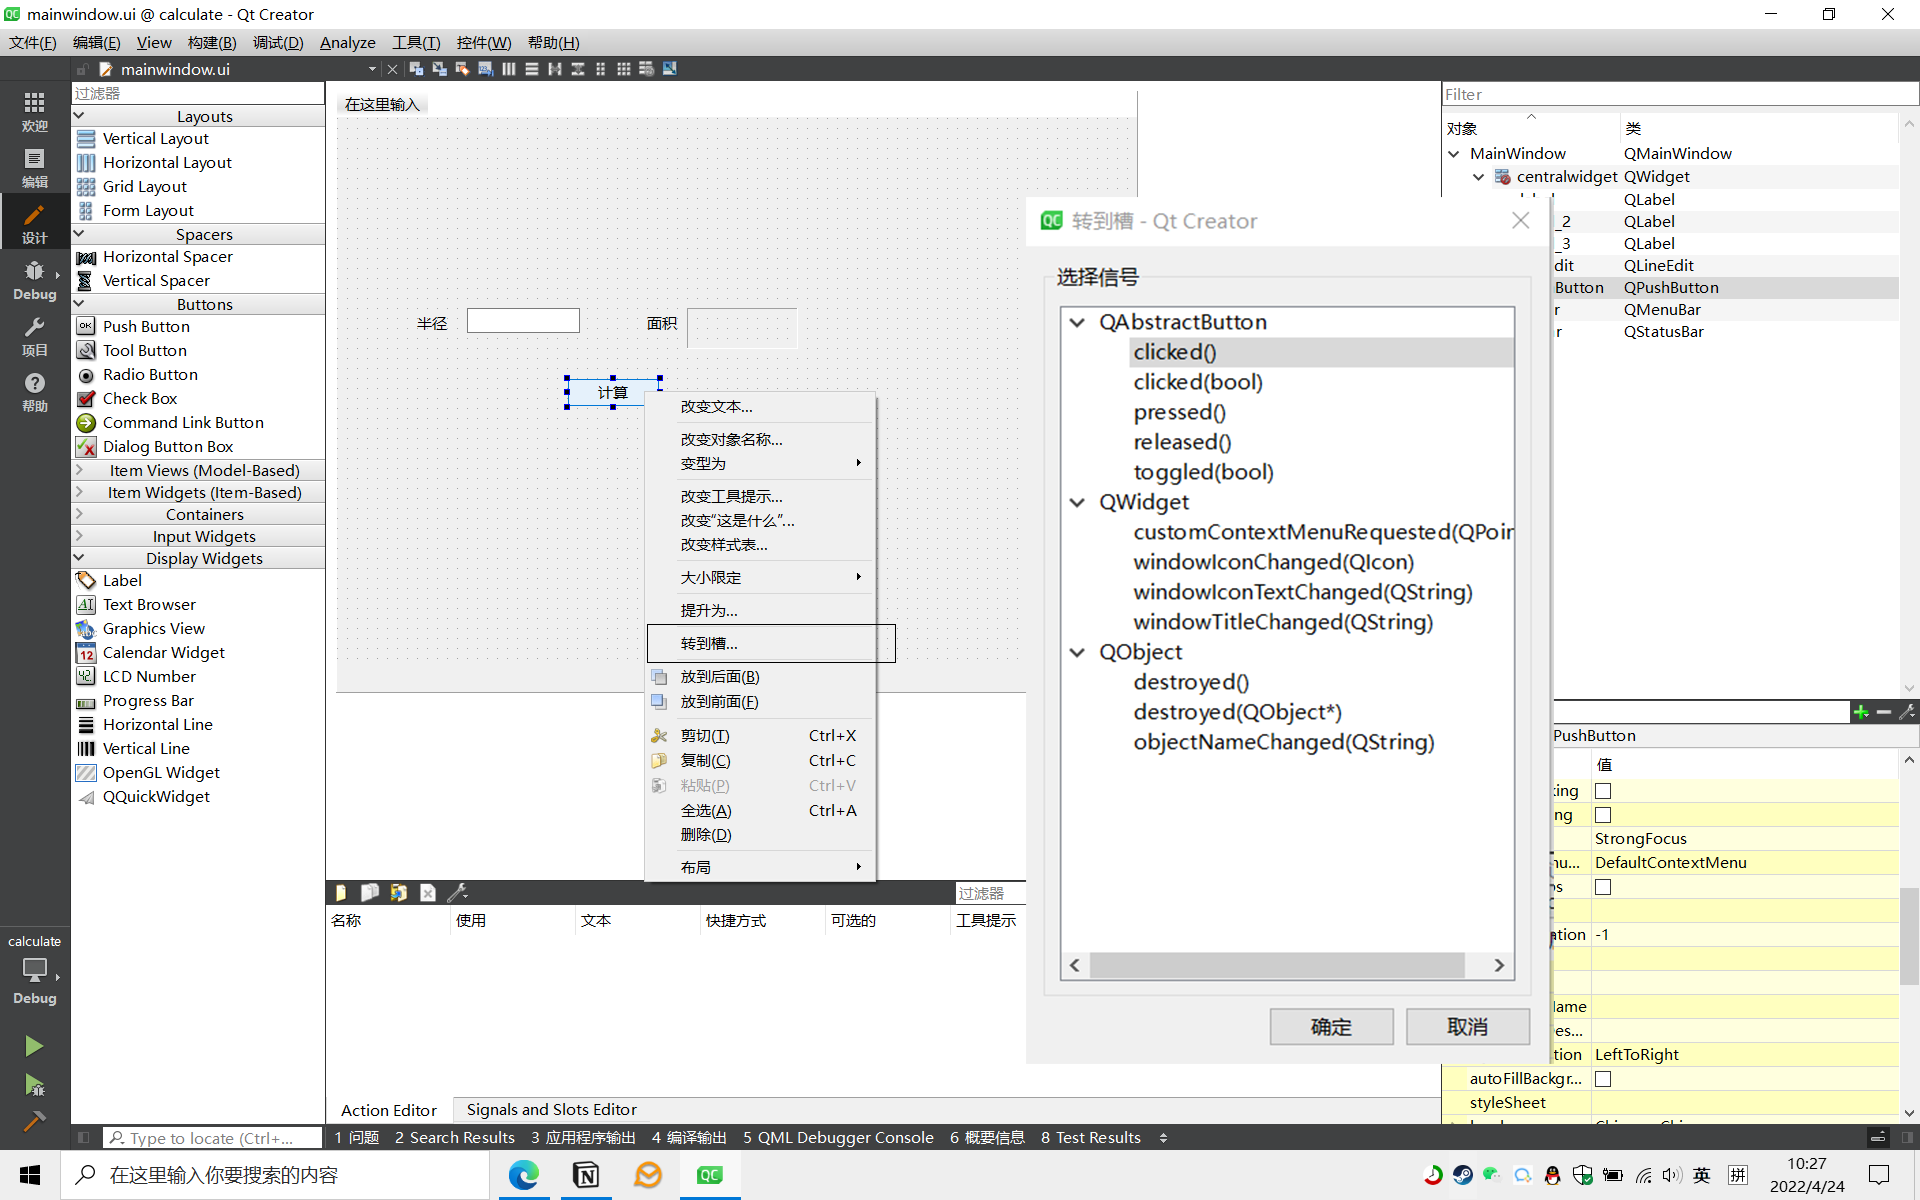 mainwindow.ui @ calculate - Qt Creator
文件(F) 编辑(E) View 构建(B) 调试(D) Analyze 工具(T) 控件(W) 帮助(H)
mainwindow.ui
欢迎
编辑
设计
Debug
项目
帮助
calculate
Debug
过滤器
Layouts
Vertical Layout
Horizontal Layout
Grid Layout
Form Layout
Spacers
Horizontal Spacer
Vertical Spacer
Buttons
Push Button
Tool Button
Radio Button
Check Box
Command Link Button
Dialog Button Box
Item Views (Model-Based)
Item Widgets (Item-Based)
Containers
Input Widgets
Display Widgets
Label
Text Browser
Graphics View
Calendar Widget
LCD Number
Progress Bar
Horizontal Line
Vertical Line
OpenGL Widget
QQuickWidget
在这里输入
半径
面积
计算
改变文本...
改变对象名称...
变型为
改变工具提示...
改变“这是什么”...
改变样式表...
大小限定
提升为...
转到槽...
放到后面(B)
放到前面(F)
剪切(T) Ctrl+X
复制(C) Ctrl+C
粘贴(P) Ctrl+V
全选(A) Ctrl+A
删除(D)
布局
过滤器
名称 使用 文本 快捷方式 可选的 工具提示
Action Editor Signals and Slots Editor
转到槽 - Qt Creator
选择信号
QAbstractButton
clicked()
clicked(bool)
pressed()
released()
toggled(bool)
QWidget
customContextMenuRequested(QPoin
windowIconChanged(QIcon)
windowIconTextChanged(QString)
windowTitleChanged(QString)
QObject
destroyed()
destroyed(QObject*)
objectNameChanged(QString)
确定 取消
Filter
对象 类
MainWindow QMainWindow
centralwidget QWidget
QLabel
_2 QLabel
_3 QLabel
dit QLineEdit
Button QPushButton
r QMenuBar
r QStatusBar
PushButton
值
king
ng
StrongFocus
nu... DefaultContextMenu
os
ation -1
Name
es...
tion LeftToRight
autoFillBackgr...
styleSheet
Type to locate (Ctrl+...
1 问题 2 Search Results 3 应用程序输出 4 编译输出 5 QML Debugger Console 6 概要信息 8 Test Results
在这里输入你要搜索的内容
英
拼
10:27
2022/4/24